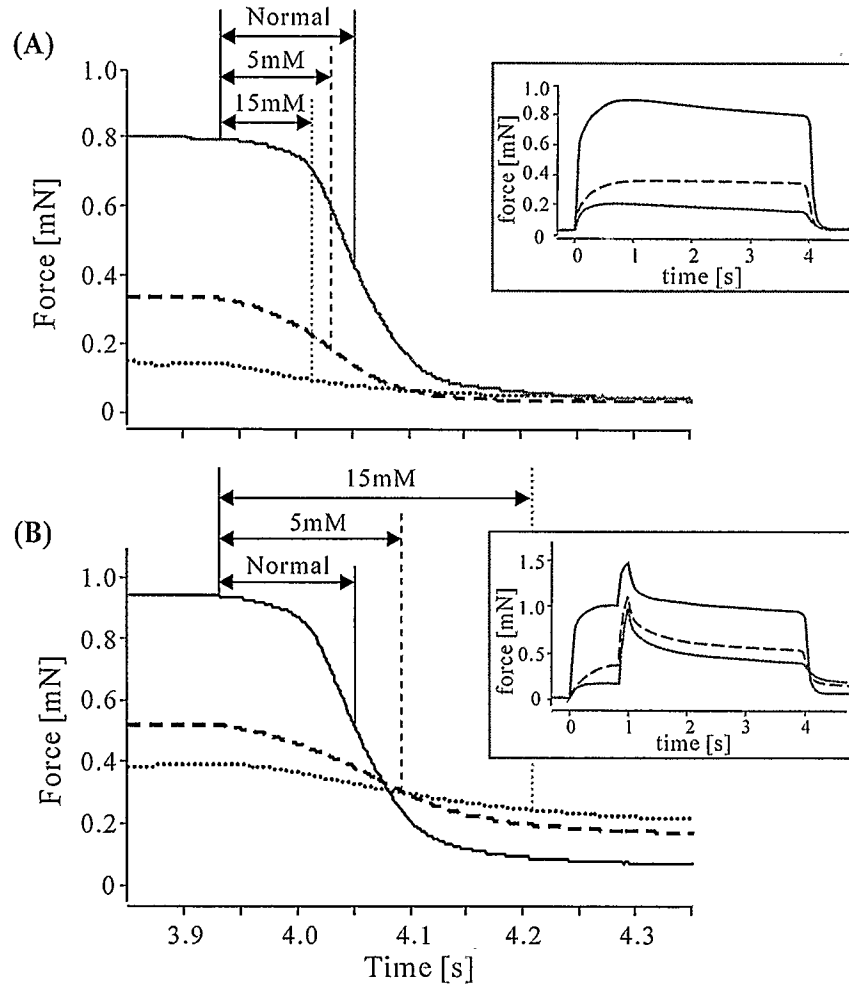 (A)
Normal
5mM
15mM
Force [mN]
1.0
0.8
0.6
0.4
0.2
0
force [mN]
1.0
0.8
0.6
0.4
0.2
0
0 1 2 3 4
time [s]
(B)
15mM
5mM
Normal
Force [mN]
1.0
0.8
0.6
0.4
0.2
0
force [mN]
1.5
1.0
0.5
0
0 1 2 3 4
time [s]
3.9 4.0 4.1 4.2 4.3
Time [s]